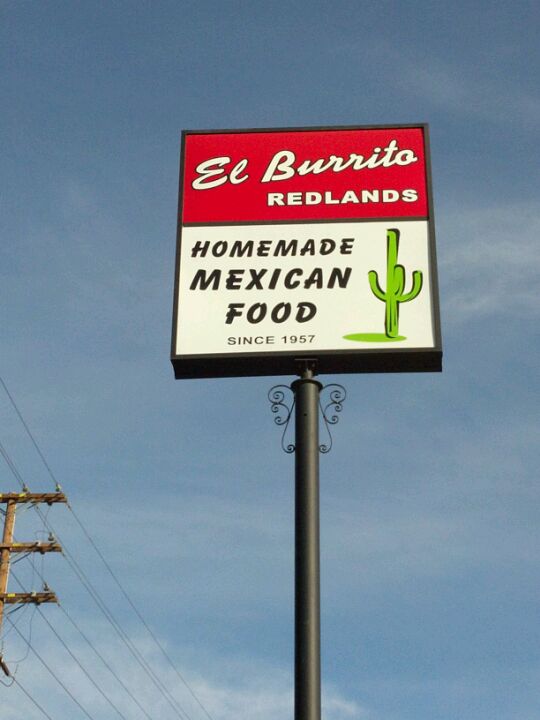 El Burrito
REDLANDS
HOMEMADE
MEXICAN
FOOD
SINCE 1957